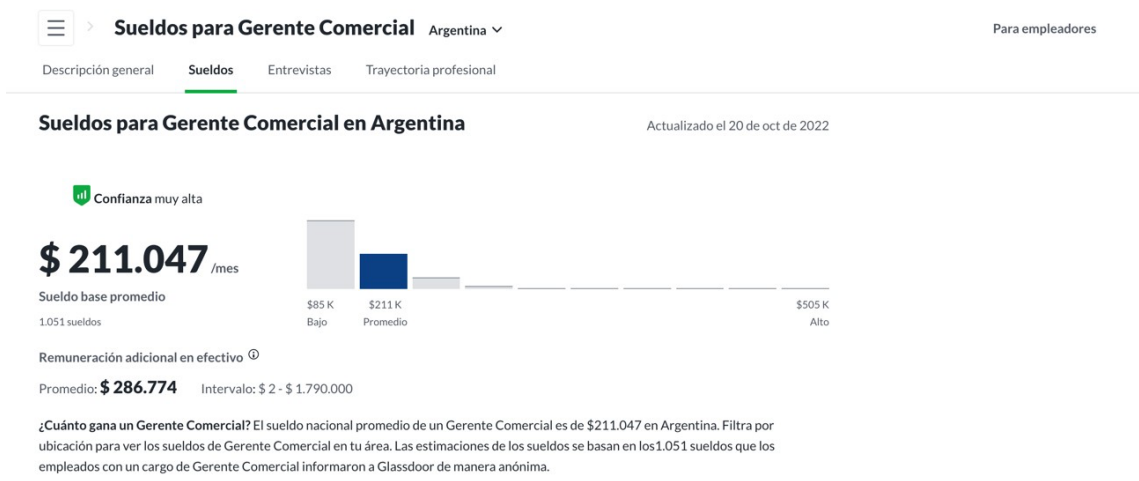 Sueldos para Gerente Comercial Argentina
Para empleadores
Descripción general Sueldos Entrevistas Trayectoria profesional
Sueldos para Gerente Comercial en Argentina
Actualizado el 20 de oct de 2022
Confianza muy alta
$ 211.047 /mes
Sueldo base promedio
1.051 sueldos
$85 K $211 K $505 K
Bajo Promedio Alto
Remuneración adicional en efectivo
Promedio: $ 286.774 Intervalo: $ 2 - $ 1.790.000
¿Cuánto gana un Gerente Comercial? El sueldo nacional promedio de un Gerente Comercial es de $211.047 en Argentina. Filtra por
ubicación para ver los sueldos de Gerente Comercial en tu área. Las estimaciones de los sueldos se basan en los1.051 sueldos que los
empleados con un cargo de Gerente Comercial informaron a Glassdoor de manera anónima.